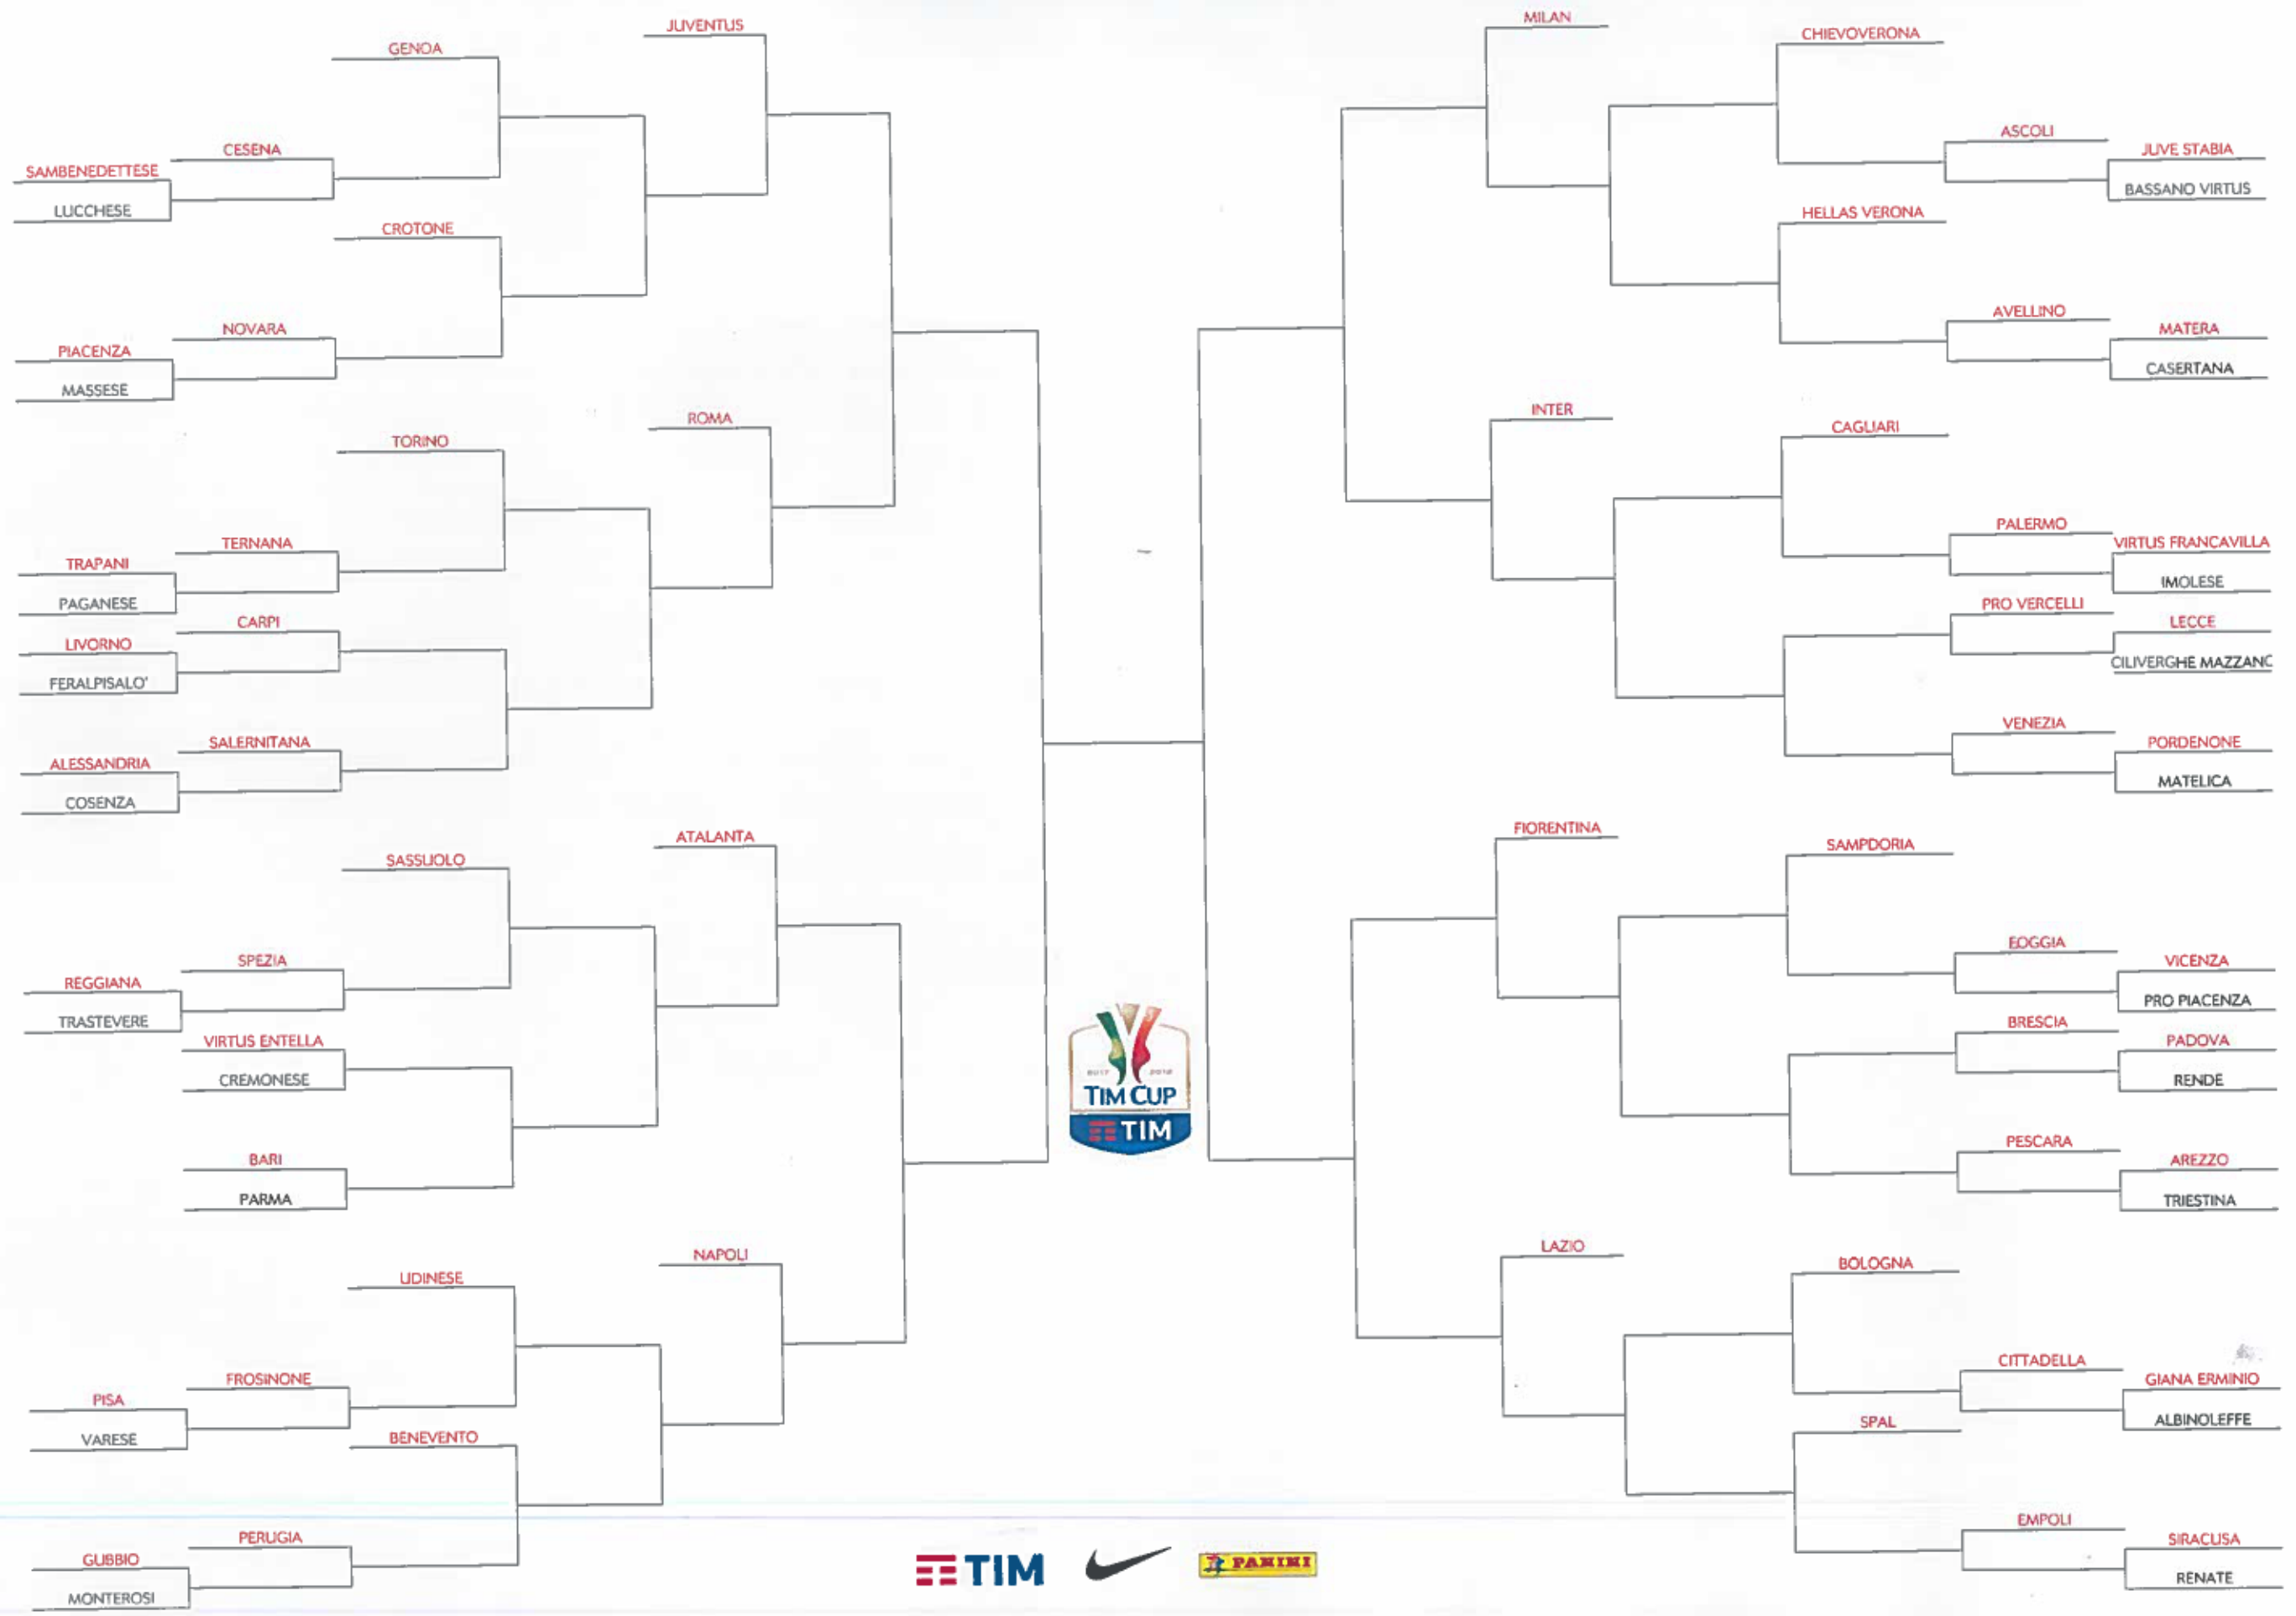 JUVENTUS
GENOA
CESENA
SAMBENEDETTESE
LUCCHESE
CROTONE
NOVARA
PIACENZA
MASSESE
ROMA
TORINO
TERNANA
TRAPANI
PAGANESE
CARPI
LIVORNO
FERALPISALO'
SALERNITANA
ALESSANDRIA
COSENZA
ATALANTA
SASSUOLO
SPEZIA
REGGIANA
TRASTEVERE
VIRTUS ENTELLA
CREMONESE
BARI
PARMA
NAPOLI
UDINESE
FROSINONE
PISA
VARESE
BENEVENTO
PERUGIA
GUBBIO
MONTEROSI
MILAN
CHIEVOVERONA
ASCOLI
JUVE STABIA
BASSANO VIRTUS
HELLAS VERONA
AVELLINO
MATERA
CASERTANA
INTER
CAGLIARI
PALERMO
VIRTUS FRANCAVILLA
IMOLESE
PRO VERCELLI
LECCE
CILIVERGHE MAZZANC
VENEZIA
PORDENONE
MATELICA
FIORENTINA
SAMPDORIA
FOGGIA
VICENZA
PRO PIACENZA
BRESCIA
PADOVA
RENDE
PESCARA
AREZZO
TRIESTINA
LAZIO
BOLOGNA
CITTADELLA
GIANA ERMINIO
ALBINOLEFFE
SPAL
EMPOLI
SIRACUSA
RENATE
2017 2018
TIM CUP
TIM
TIM
PANINI